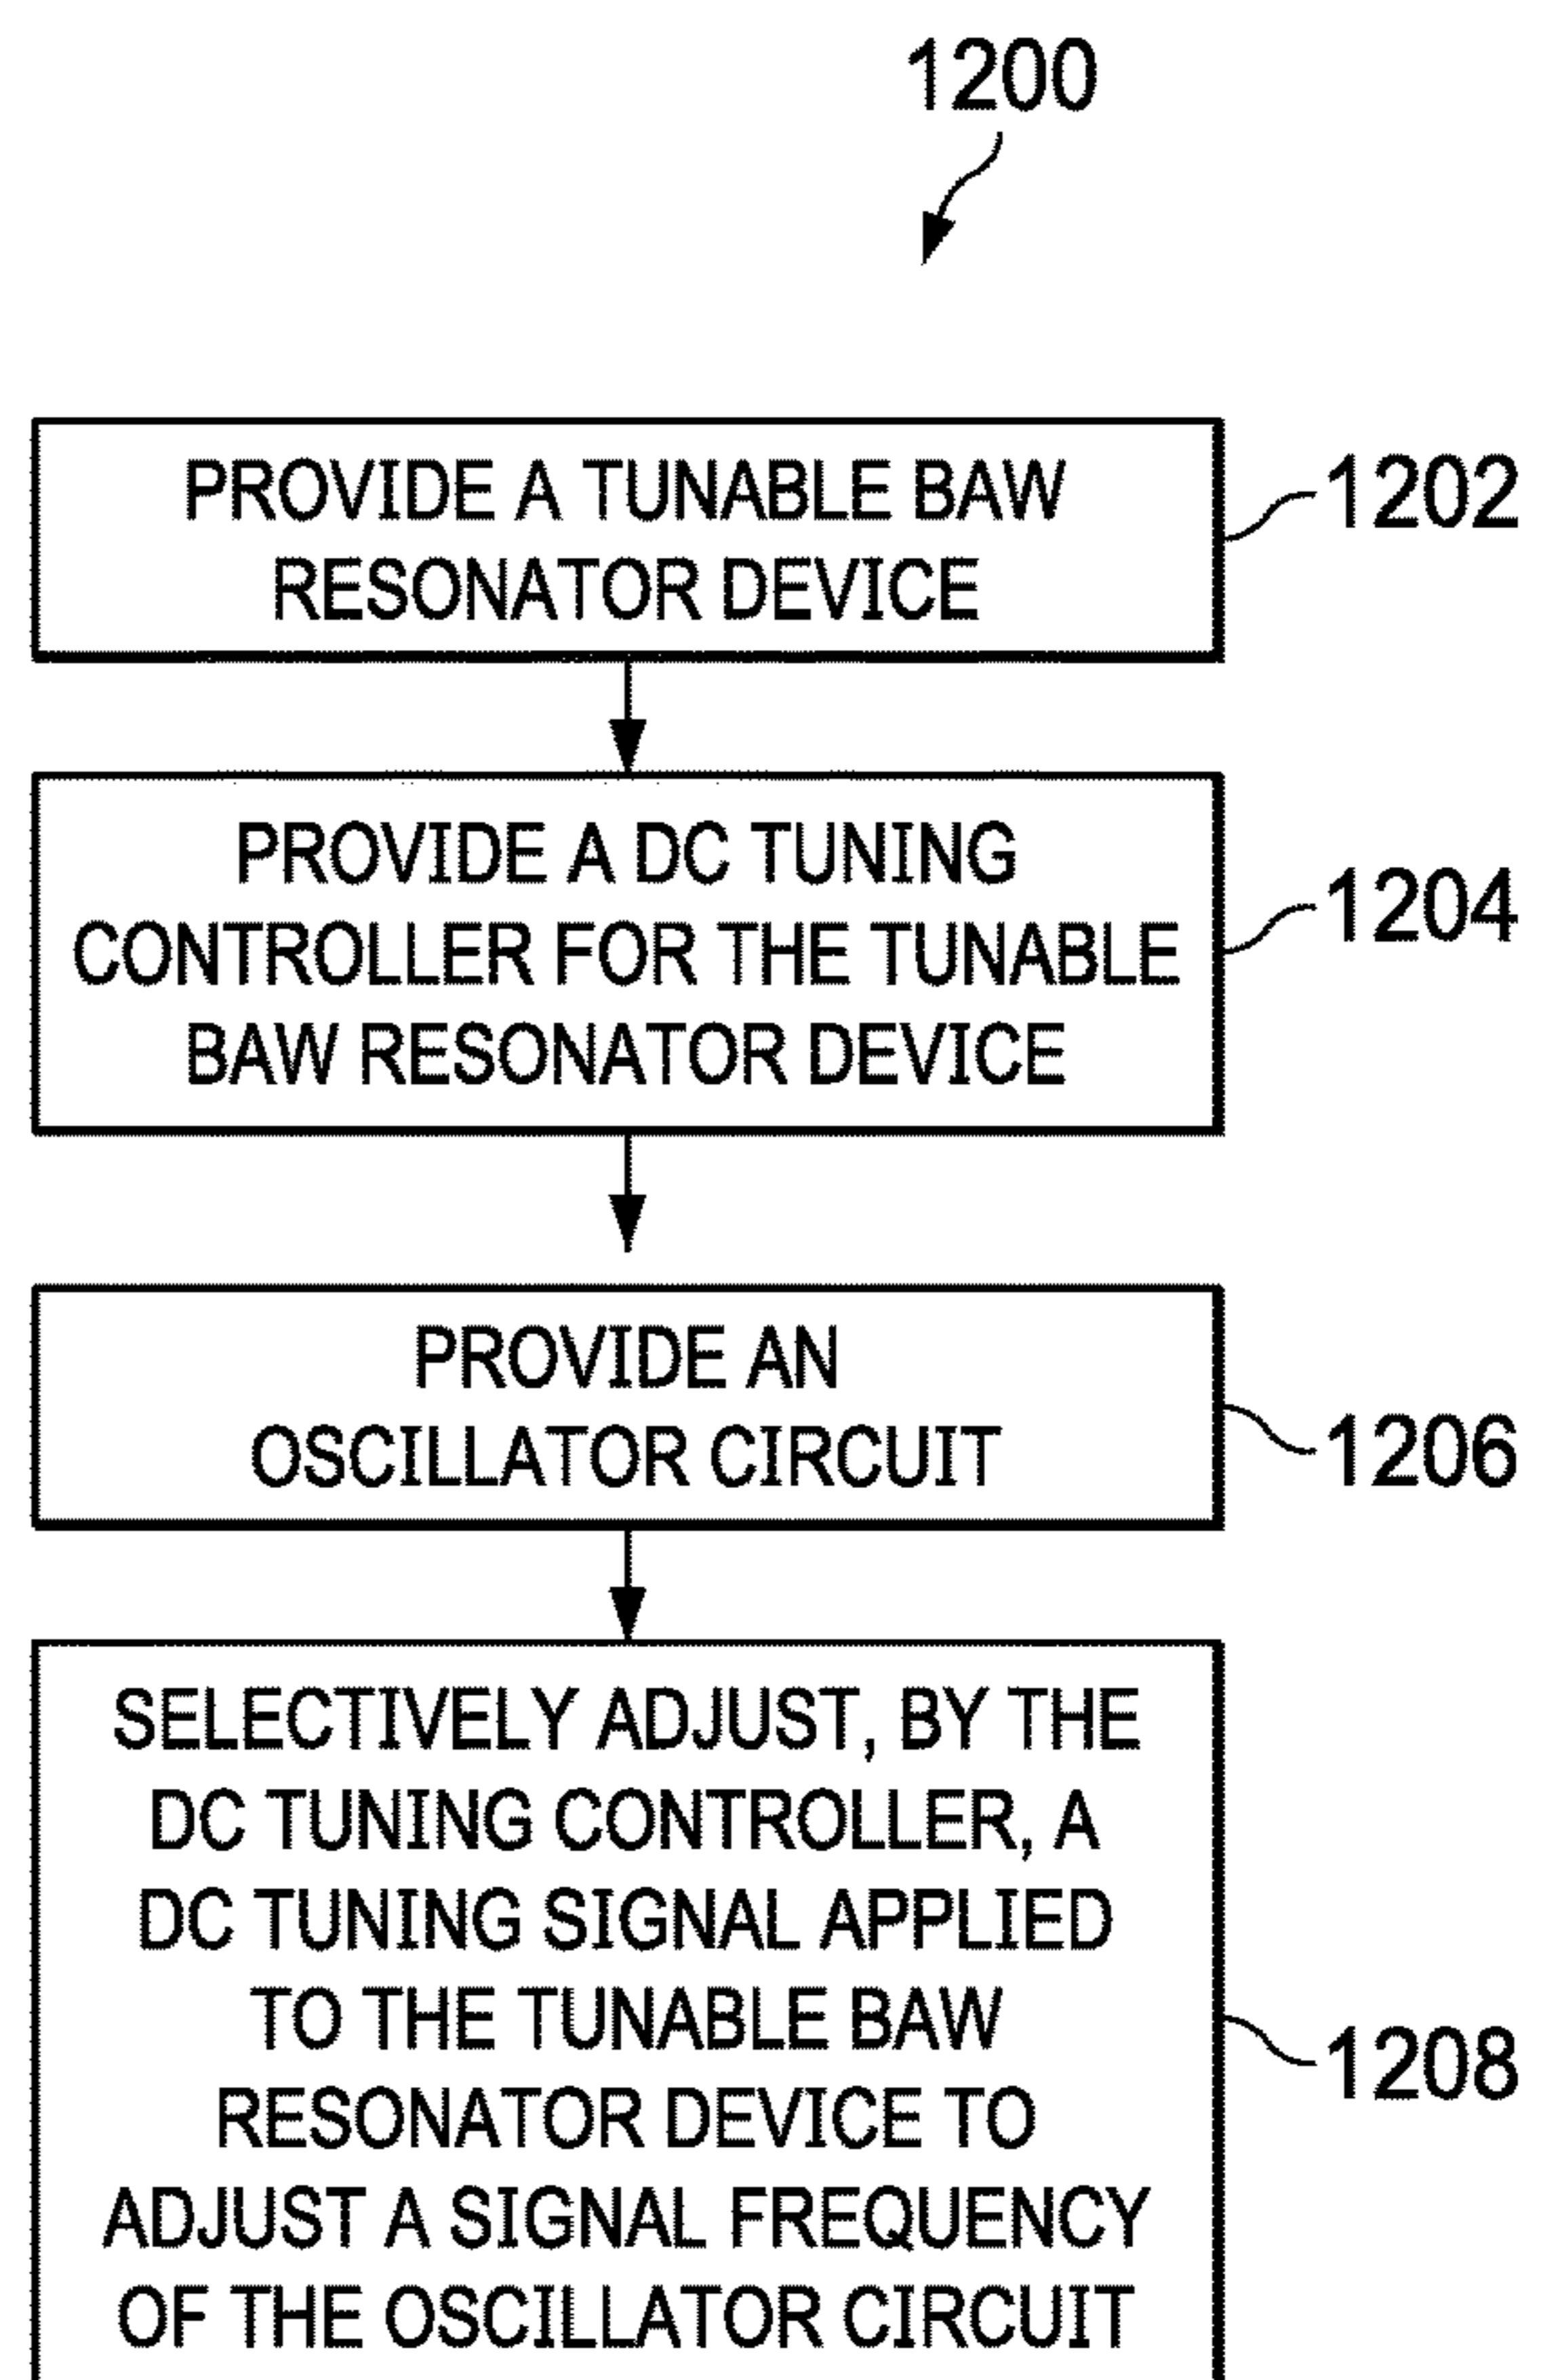 1200
PROVIDE A TUNABLE BAW
RESONATOR DEVICE
1202
PROVIDE A DC TUNING
CONTROLLER FOR THE TUNABLE
BAW RESONATOR DEVICE
1204
PROVIDE AN
OSCILLATOR CIRCUIT
1206
SELECTIVELY ADJUST, BY THE
DC TUNING CONTROLLER, A
DC TUNING SIGNAL APPLIED
TO THE TUNABLE BAW
RESONATOR DEVICE TO
ADJUST A SIGNAL FREQUENCY
OF THE OSCILLATOR CIRCUIT
1208